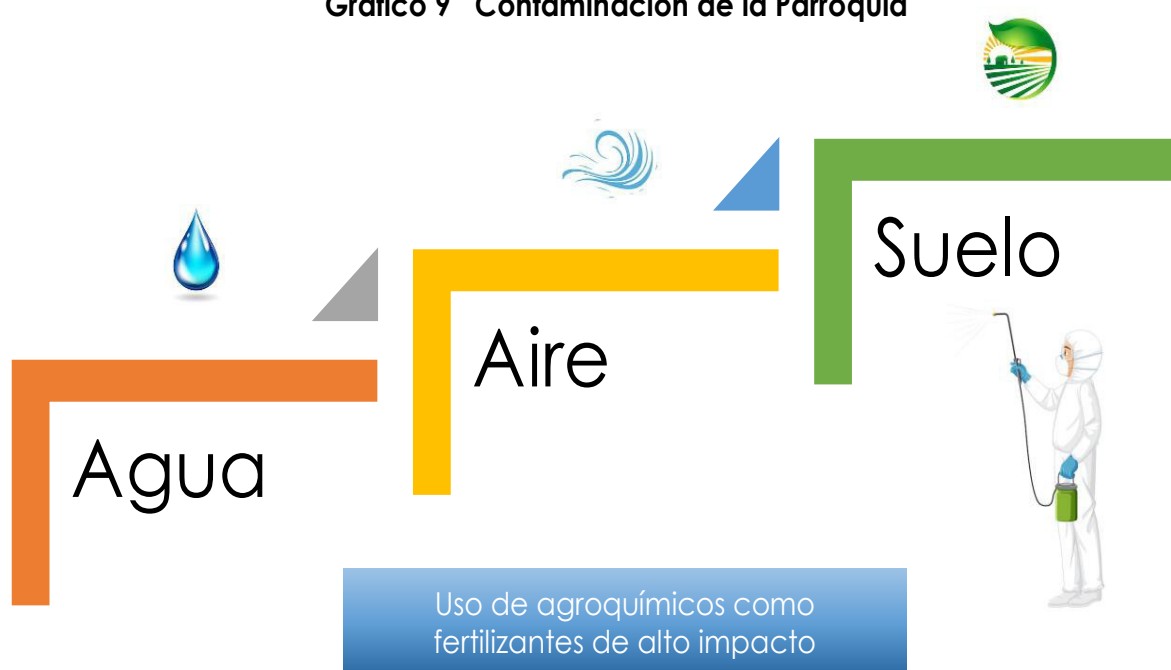 Gráfico 9 Contaminación de la Parroquia
Suelo
Aire
Agua
Uso de agroquímicos como
fertilizantes de alto impacto